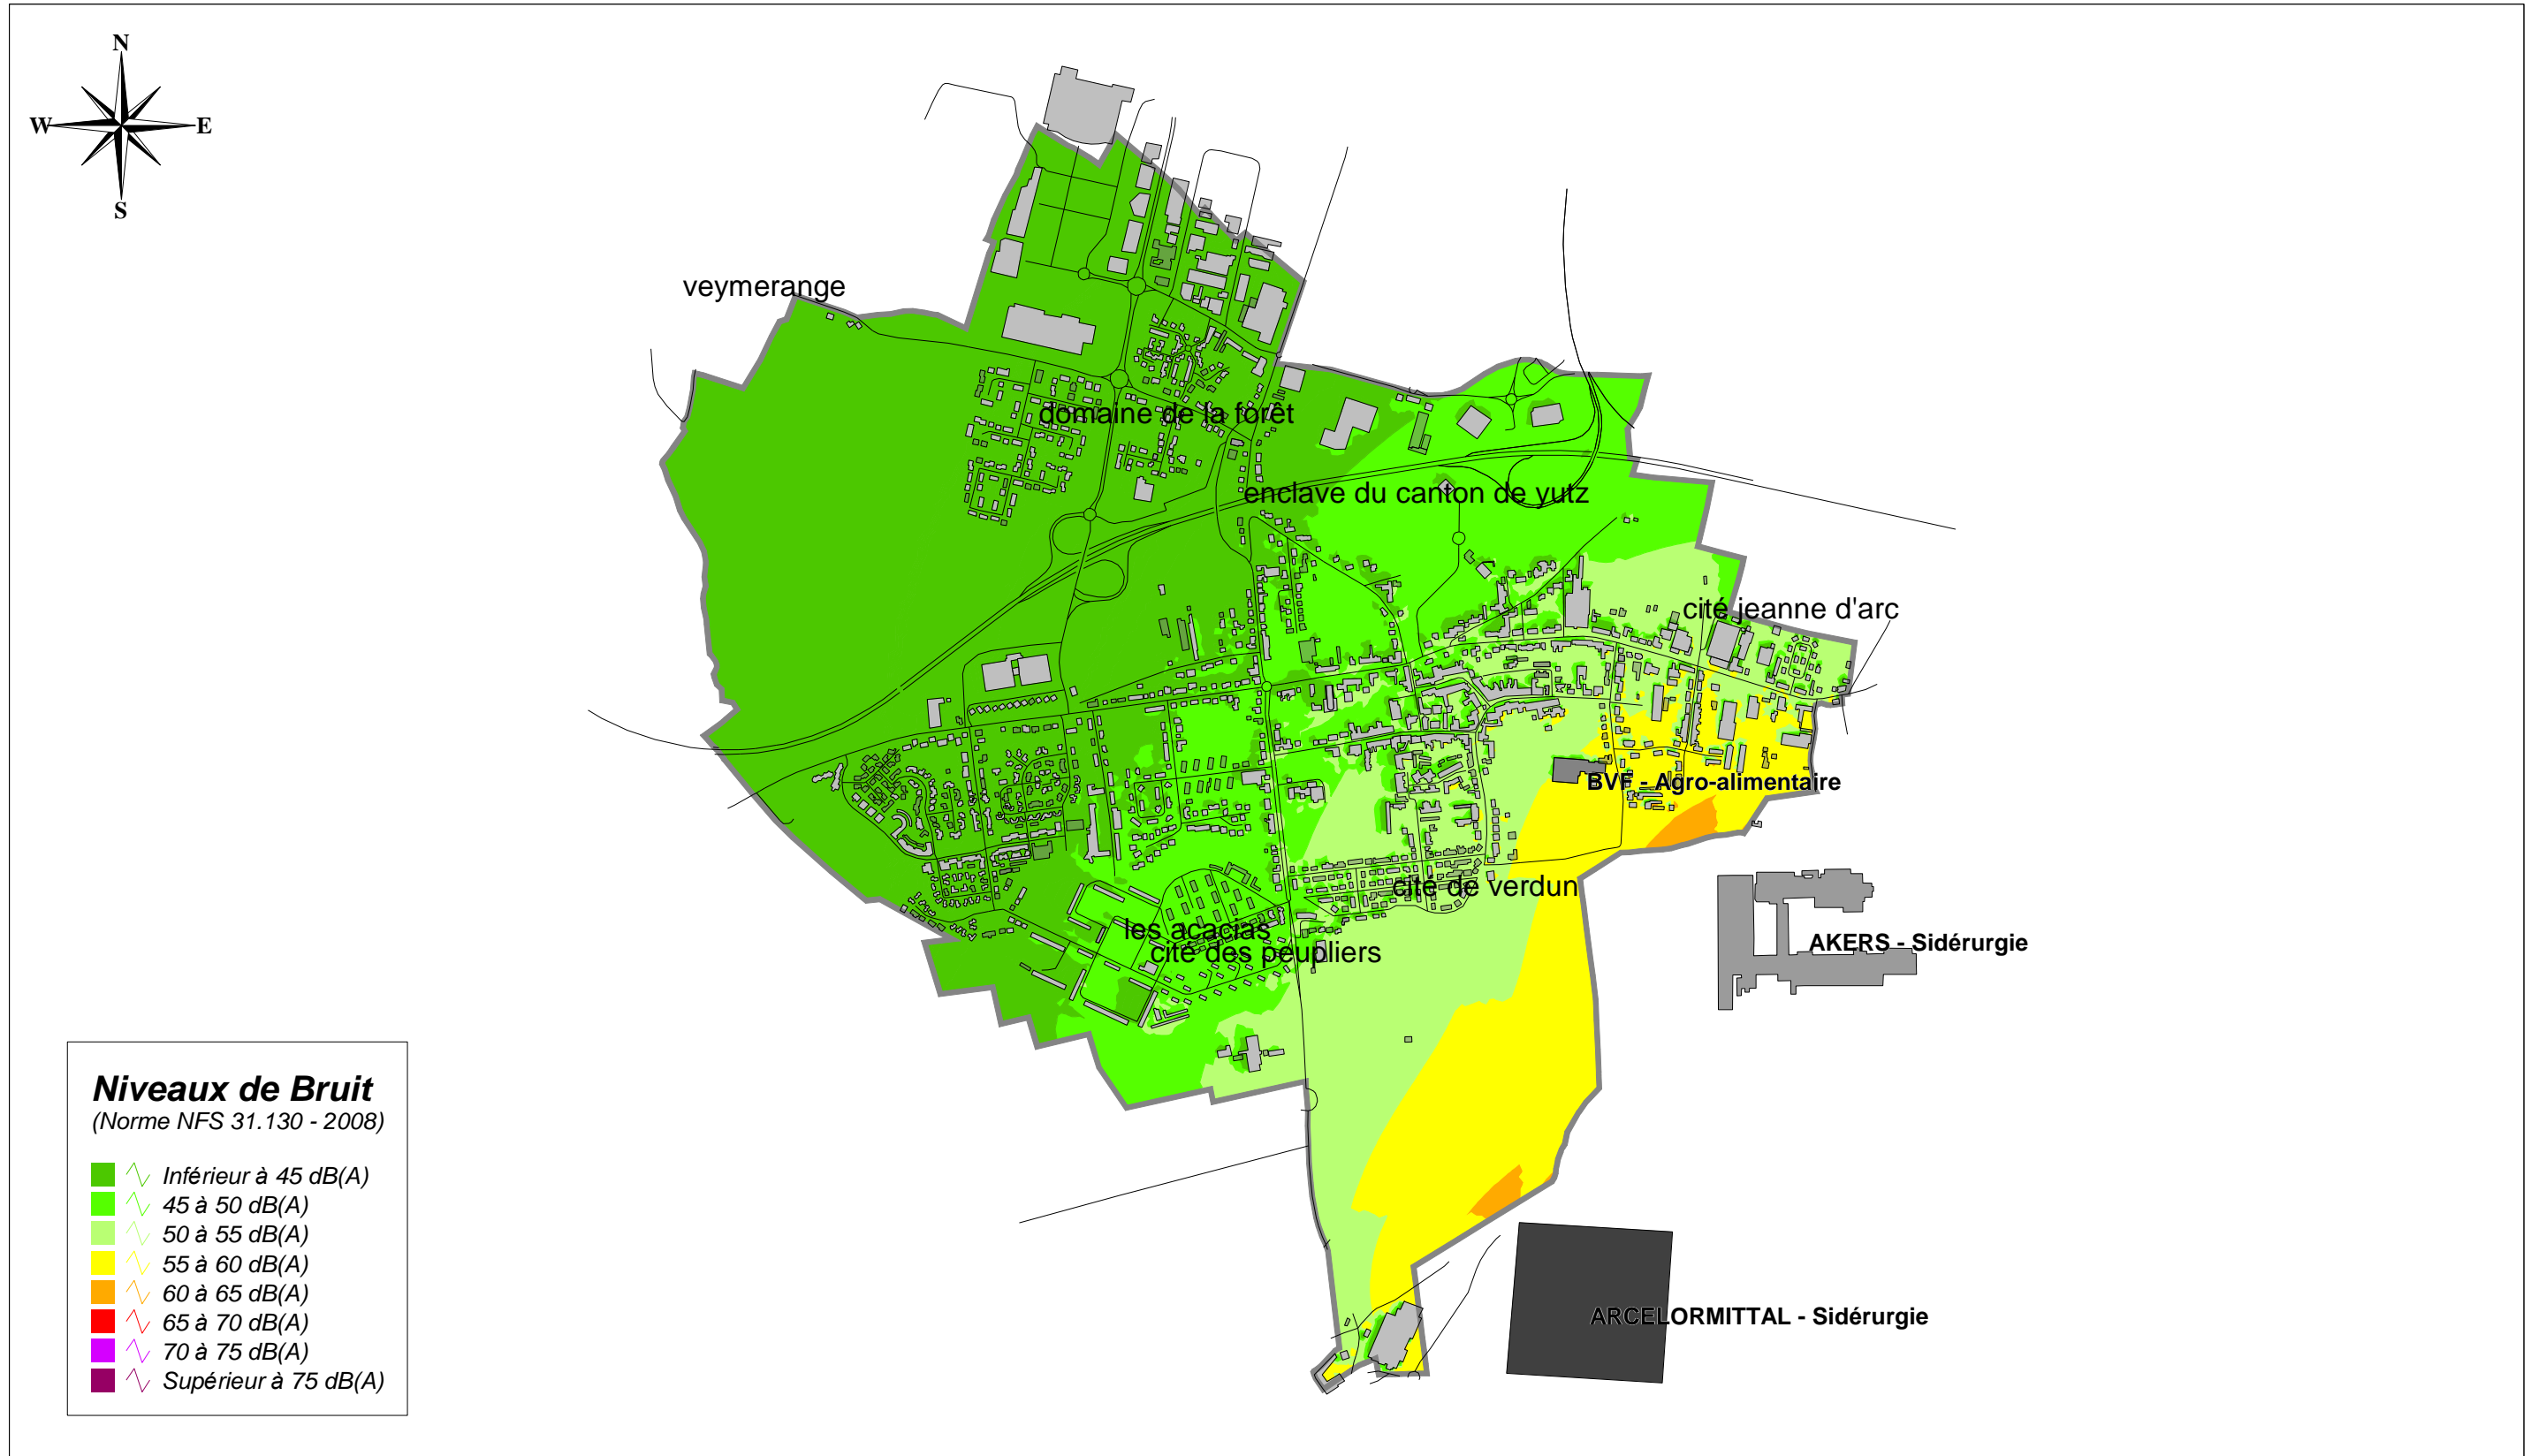 N
W
E
S
veymerange
domaine de la forêt
enclave du canton de yutz
cité jeanne d'arc
BVF - Agro-alimentaire
cité de verdun
les acacias
cité des peupliers
AKERS - Sidérurgie
ARCELORMITTAL - Sidérurgie
Niveaux de Bruit
(Norme NFS 31.130 - 2008)
Inférieur à 45 dB(A)
45 à 50 dB(A)
50 à 55 dB(A)
55 à 60 dB(A)
60 à 65 dB(A)
65 à 70 dB(A)
70 à 75 dB(A)
Supérieur à 75 dB(A)